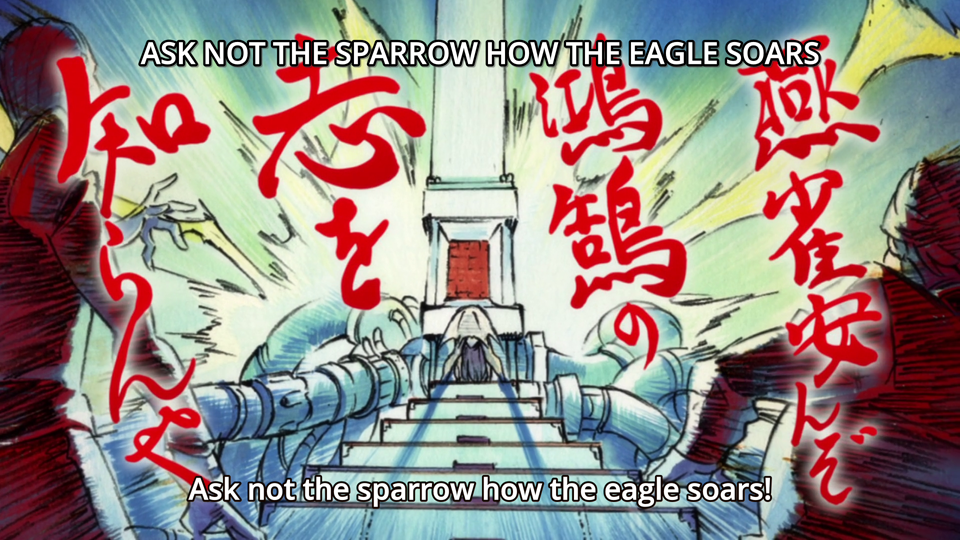 ASK NOT THE SPARROW HOW THE EAGLE SOARS
燕雀安んぞ
鴻鵠の
志を
知らんや
Ask not the sparrow how the eagle soars!